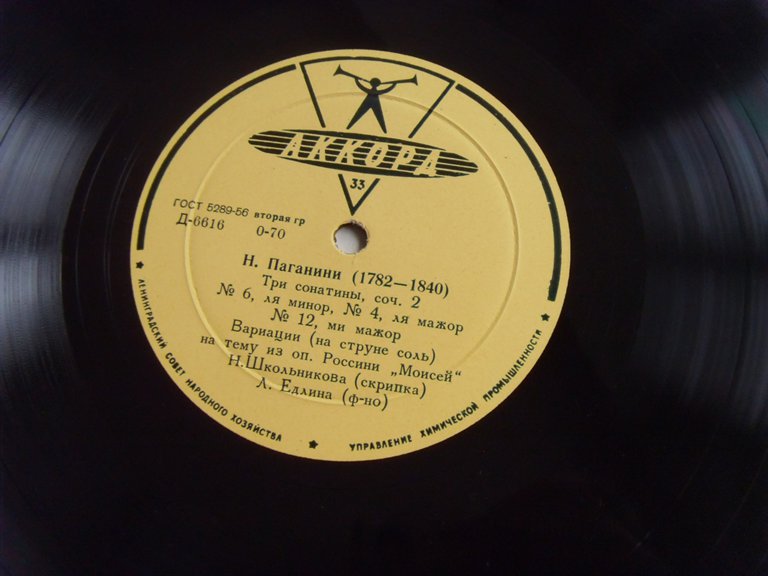 АККОРД
33
ГОСТ 5289-56 вторая гр
Д-6616 0-70
Н. Паганини (1782—1840)
Три сонатины, соч. 2
№ 6, ля минор, № 4, ля мажор
№ 12, ми мажор
Вариации (на струне соль)
на тему из оп. Россини „Моисей“
Н.Школьникова (скрипка)
Л. Едлина (ф-но)
ЛЕНИНГРАДСКИЙ СОВЕТ НАРОДНОГО ХОЗЯЙСТВА
УПРАВЛЕНИЕ ХИМИЧЕСКОЙ ПРОМЫШЛЕННОСТИ